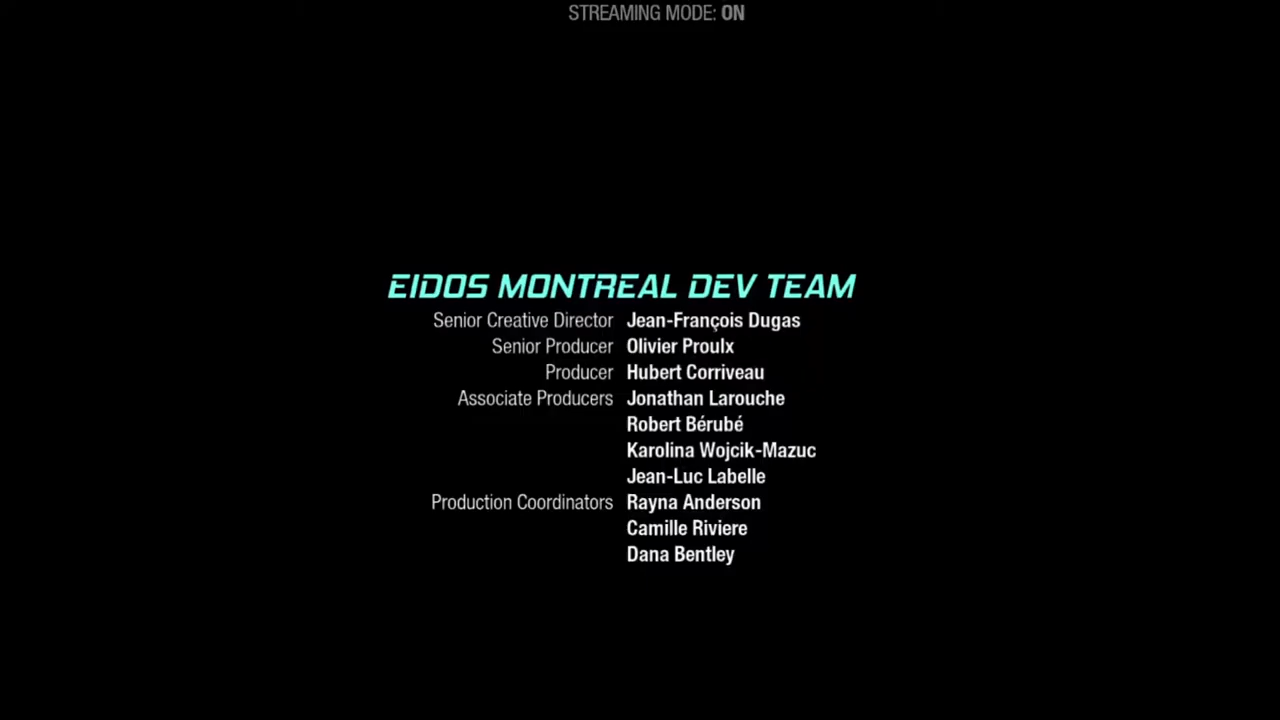 STREAMING MODE: ON
EIDOS MONTREAL DEV TEAM
Senior Creative Director Jean-François Dugas
Senior Producer Olivier Proulx
Producer Hubert Corriveau
Associate Producers Jonathan Larouche
Robert Bérubé
Karolina Wojcik-Mazuc
Jean-Luc Labelle
Production Coordinators Rayna Anderson
Camille Riviere
Dana Bentley